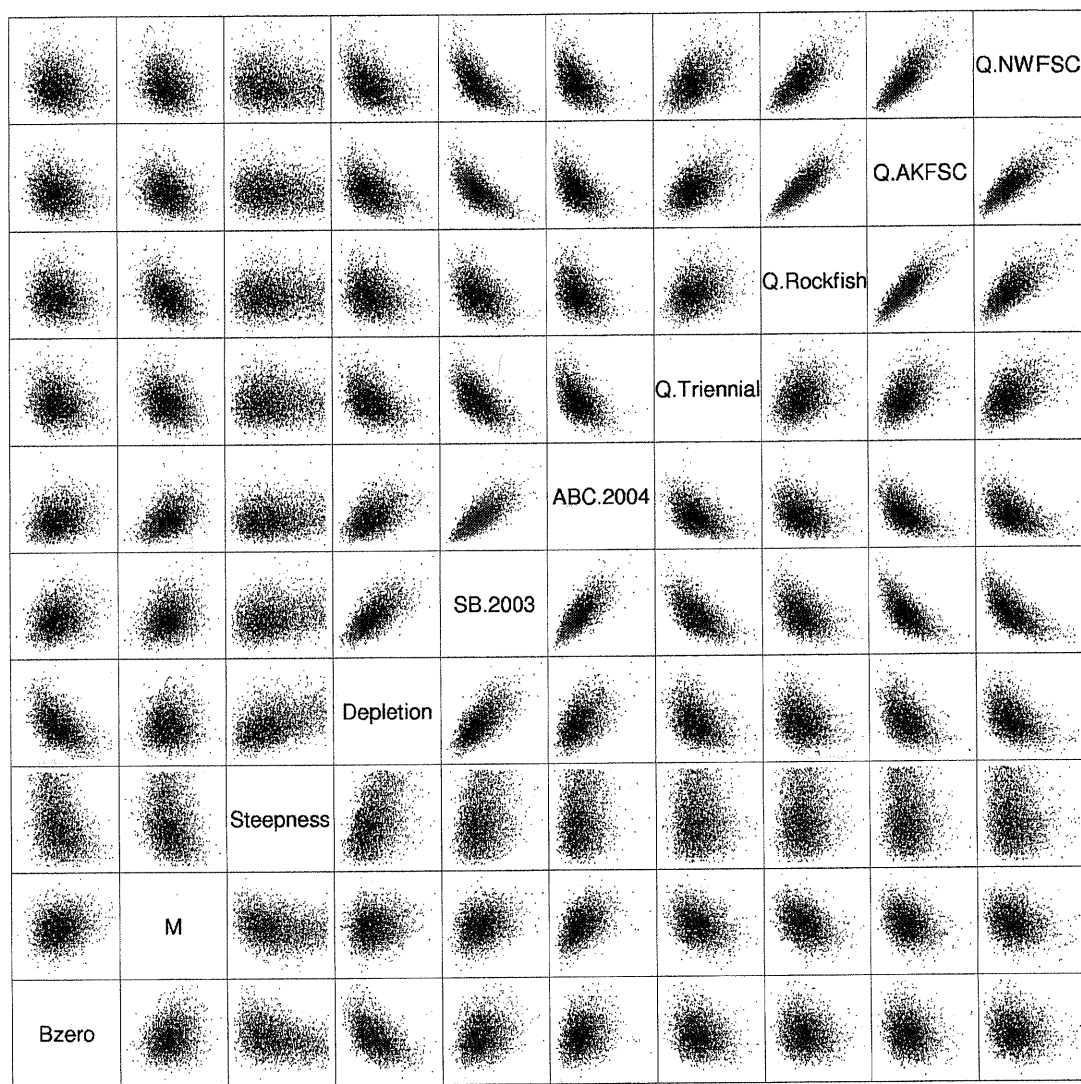 Q.NWFSC
Q.AKFSC
Q.Rockfish
Q.Triennial
ABC.2004
SB.2003
Depletion
Steepness
M
Bzero